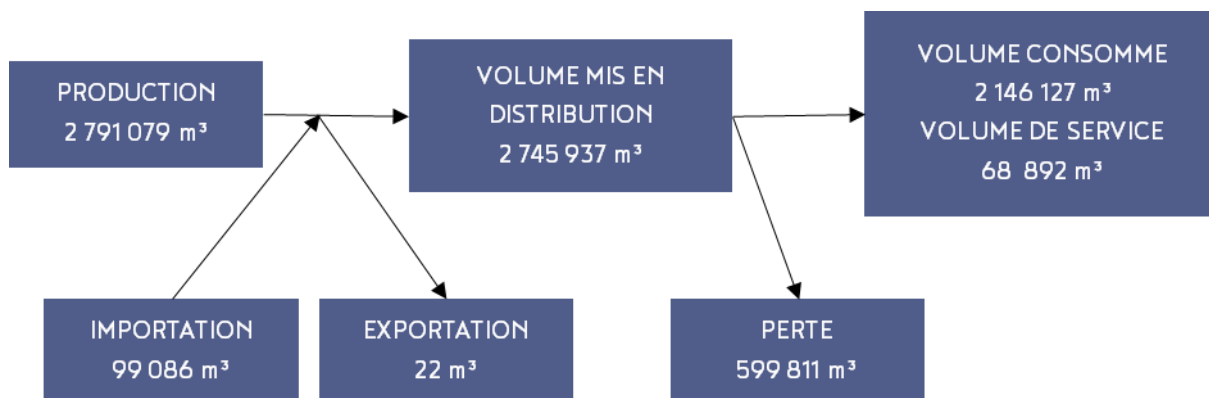 PRODUCTION
2 791 079 m³
VOLUME MIS EN
DISTRIBUTION
2 745 937 m³
VOLUME CONSOMME
2 146 127 m³
VOLUME DE SERVICE
68 892 m³
IMPORTATION
99 086 m³
EXPORTATION
22 m³
PERTE
599 811 m³